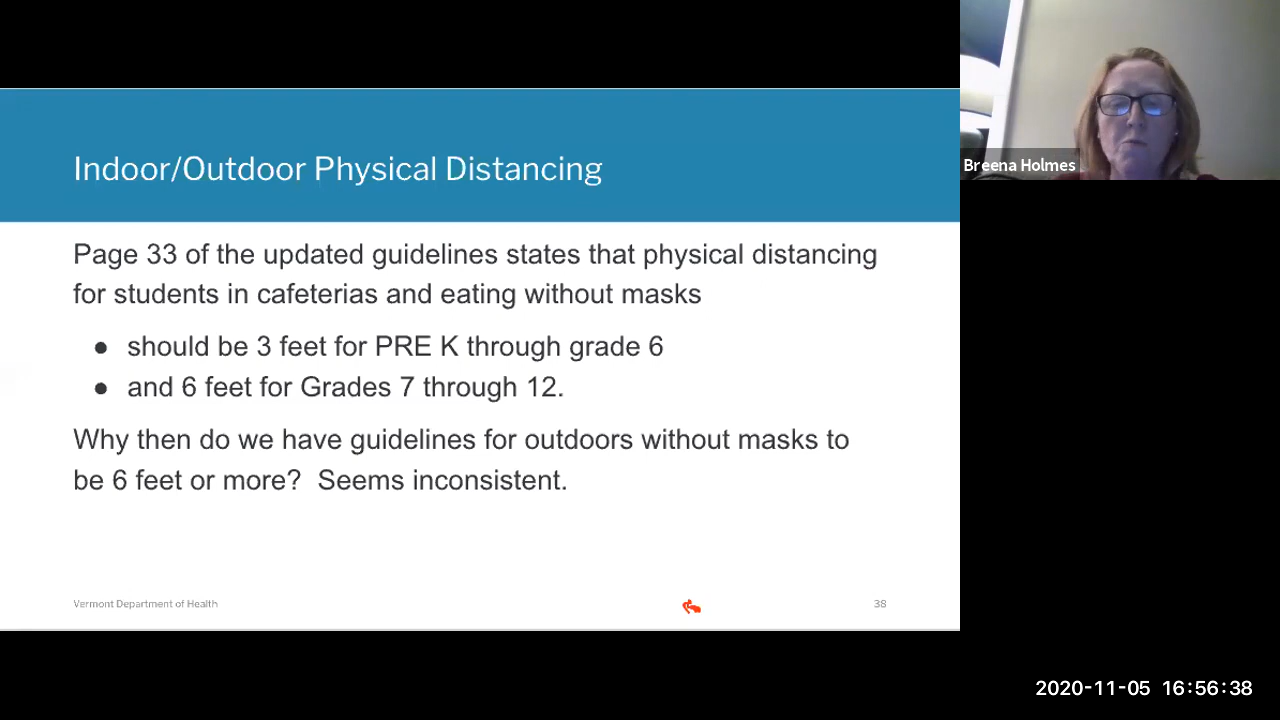 Indoor/Outdoor Physical Distancing
Breena Holmes
Page 33 of the updated guidelines states that physical distancing
for students in cafeterias and eating without masks
● should be 3 feet for PRE K through grade 6
● and 6 feet for Grades 7 through 12.
Why then do we have guidelines for outdoors without masks to
be 6 feet or more?  Seems inconsistent.
Vermont Department of Health
38
2020-11-05 16:56:38